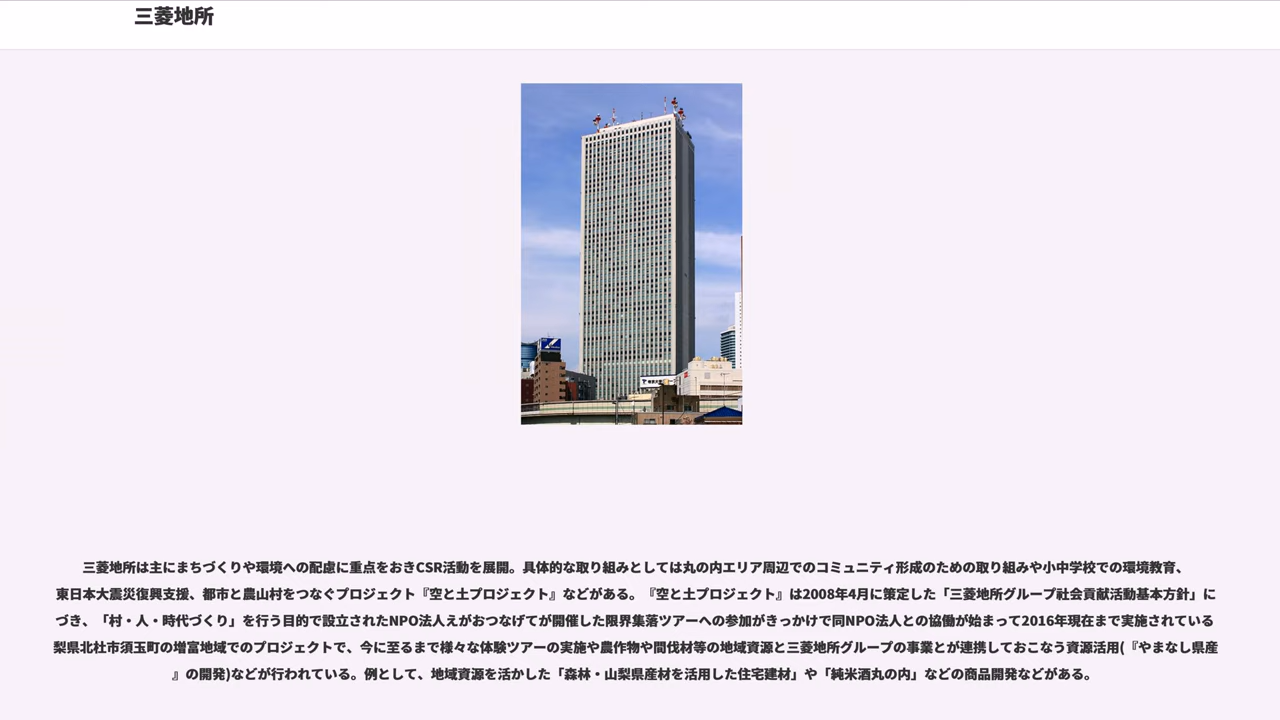 三菱地所
三菱地所は主にまちづくりや環境への配慮に重点をおきCSR活動を展開。具体的な取り組みとしては丸の内エリア周辺でのコミュニティ形成のための取り組みや小中学校での環境教育、
東日本大震災復興支援、都市と農山村をつなぐプロジェクト『空と土プロジェクト』などがある。『空と土プロジェクト』は2008年4月に策定した「三菱地所グループ社会貢献活動基本方針」に
づき、「村・人・時代づくり」を行う目的で設立されたNPO法人えがおつなげてが開催した限界集落ツアーへの参加がきっかけで同NPO法人との協働が始まって2016年現在まで実施されている
梨県北杜市須玉町の増富地域でのプロジェクトで、今に至るまで様々な体験ツアーの実施や農作物や間伐材等の地域資源と三菱地所グループの事業とが連携しておこなう資源活用(『やまなし県産
』の開発)などが行われている。例として、地域資源を活かした「森林・山梨県産材を活用した住宅建材」や「純米酒丸の内」などの商品開発などがある。